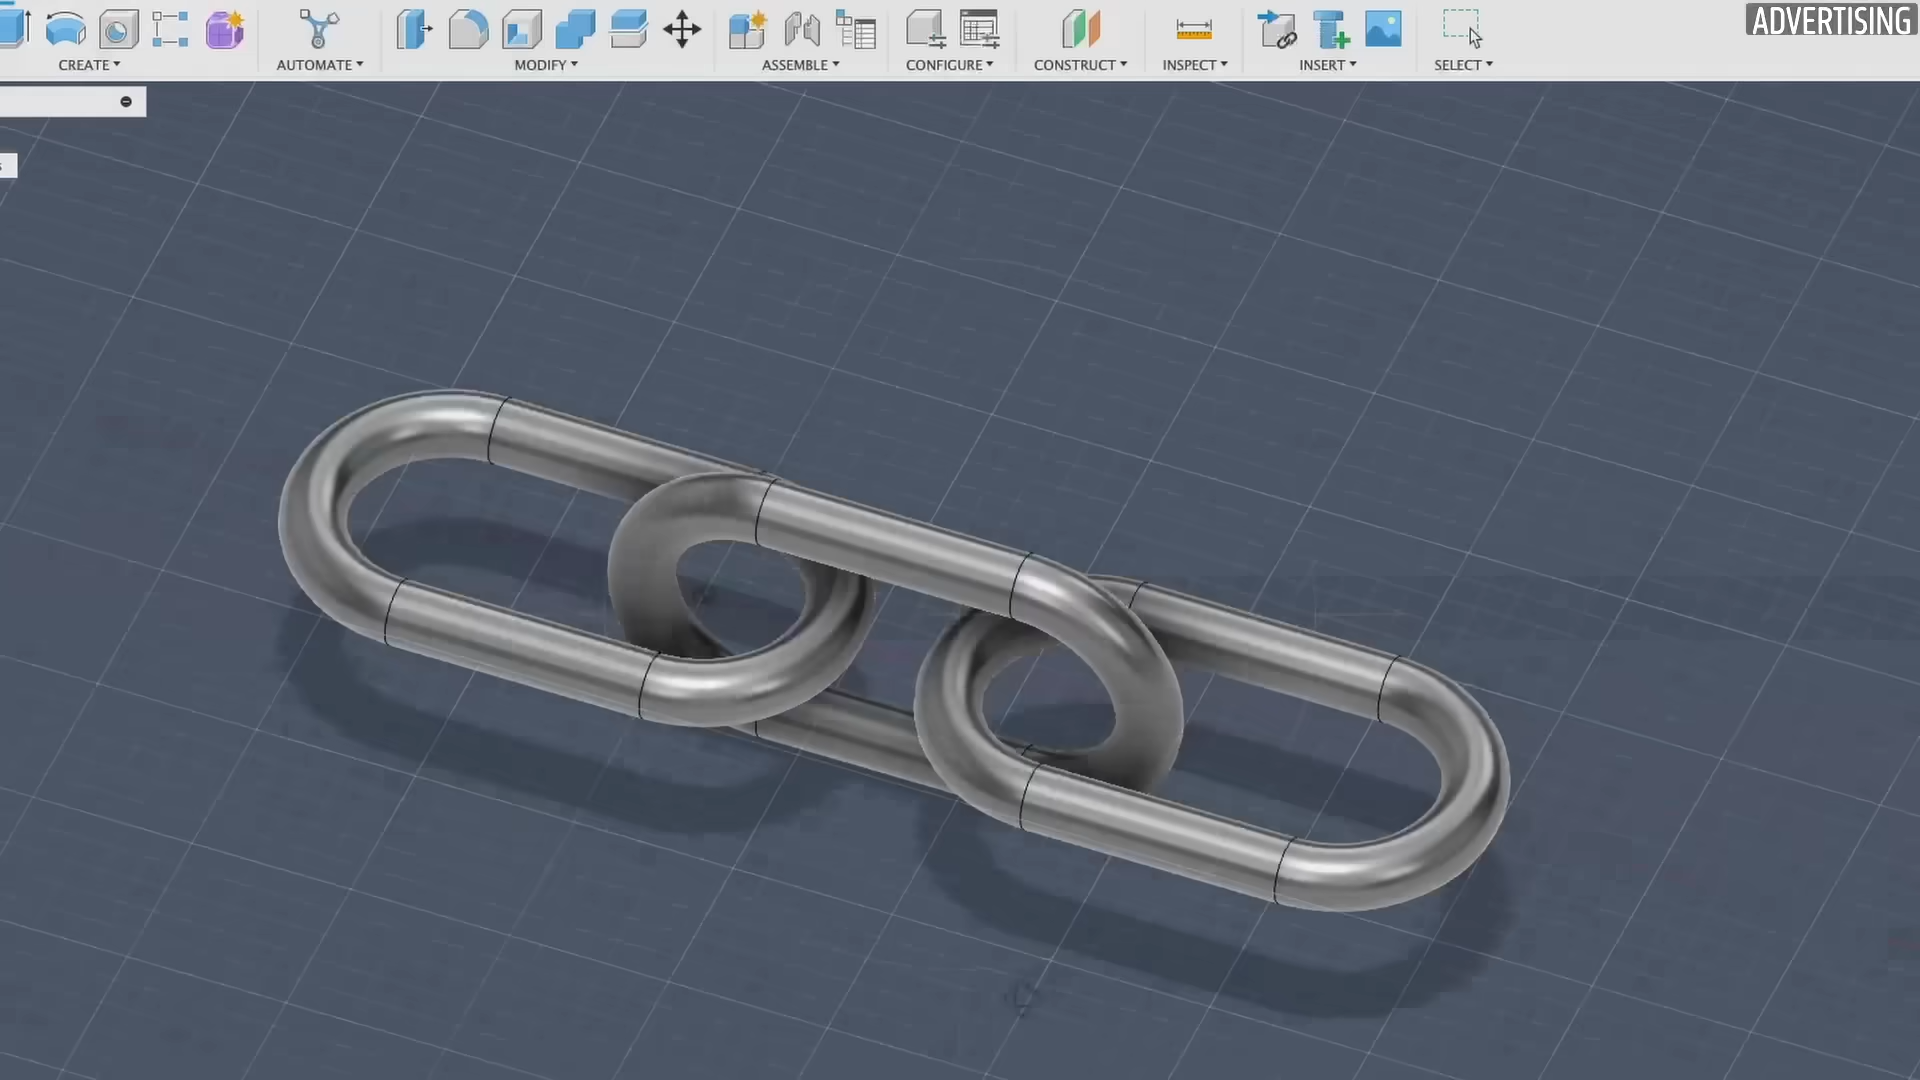 ADVERTISING
CREATE
AUTOMATE
MODIFY
ASSEMBLE
CONFIGURE
CONSTRUCT
INSPECT
INSERT
SELECT